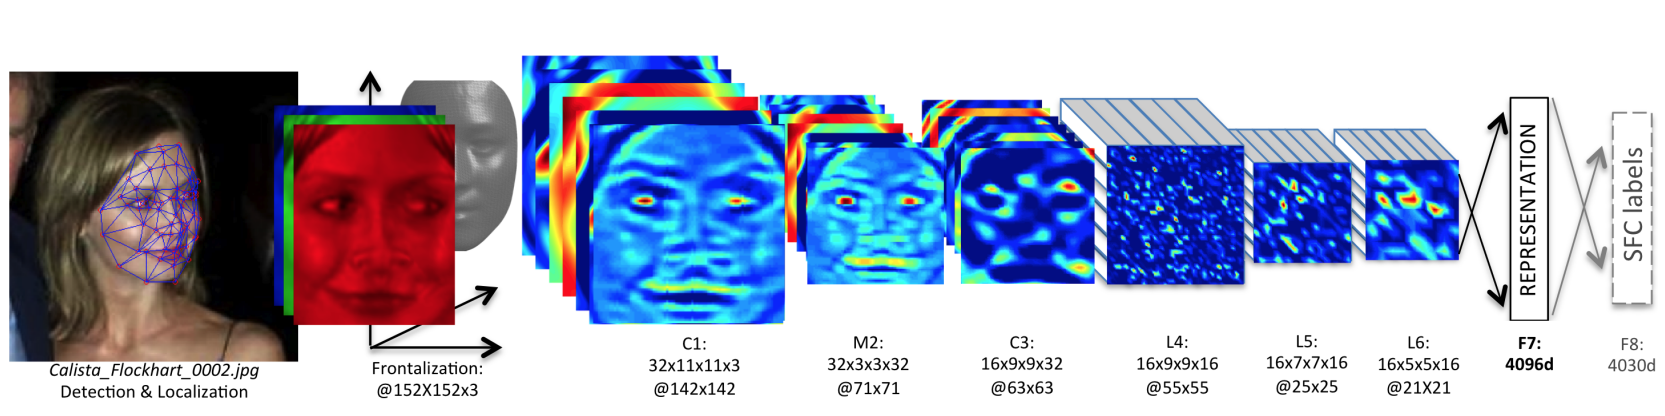 Calista_Flockhart_0002.jpg
Detection & Localization
Frontalization:
@152X152x3
C1:
32x11x11x3
@142x142
M2:
32x3x3x32
@71x71
C3:
16x9x9x32
@63x63
L4:
16x9x9x16
@55x55
L5:
16x7x7x16
@25x25
L6:
16x5x5x16
@21X21
REPRESENTATION
F7:
4096d
SFC labels
F8:
4030d